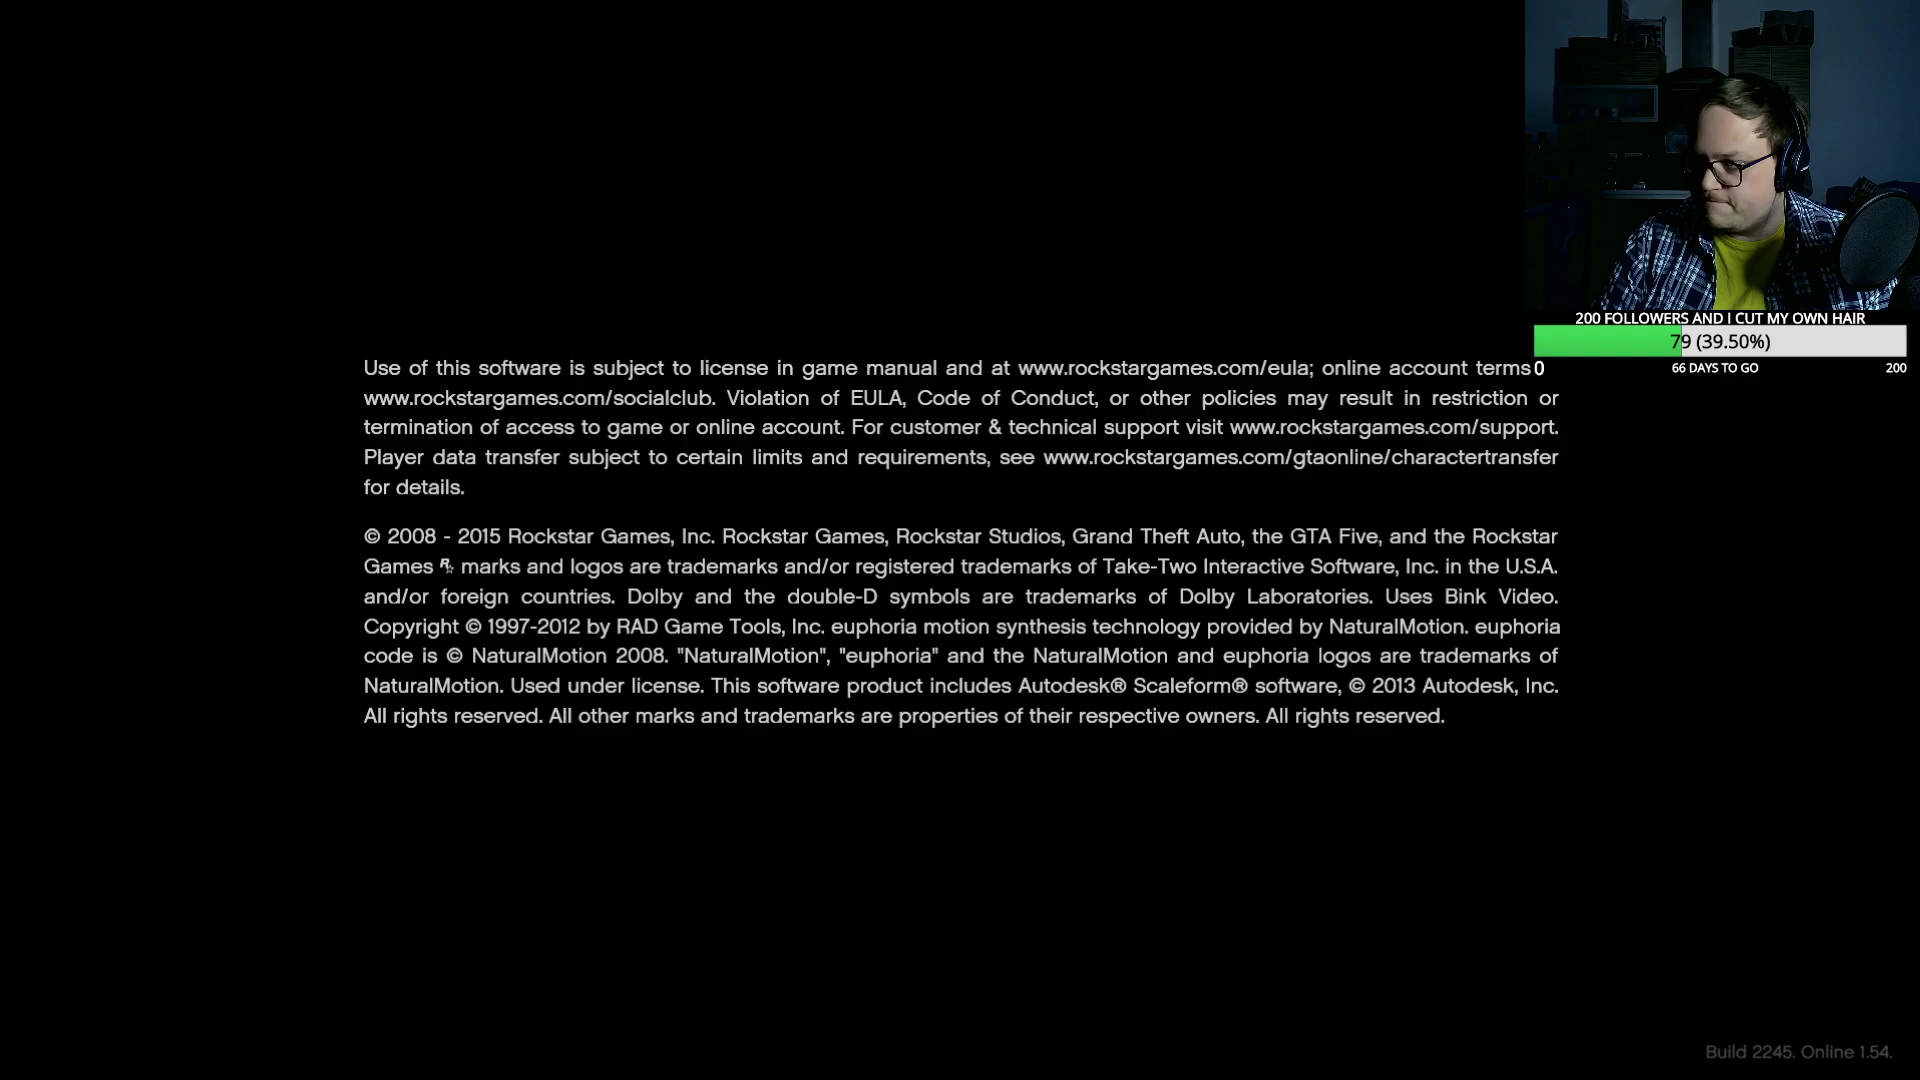 200 FOLLOWERS AND I CUT MY OWN HAIR
79 (39.50%)
0 66 DAYS TO GO 200
Use of this software is subject to license in game manual and at www.rockstargames.com/eula; online account terms
www.rockstargames.com/socialclub. Violation of EULA, Code of Conduct, or other policies may result in restriction or
termination of access to game or online account. For customer & technical support visit www.rockstargames.com/support.
Player data transfer subject to certain limits and requirements, see www.rockstargames.com/gtaonline/charactertransfer
for details.
© 2008 - 2015 Rockstar Games, Inc. Rockstar Games, Rockstar Studios, Grand Theft Auto, the GTA Five, and the Rockstar
Games R☆ marks and logos are trademarks and/or registered trademarks of Take-Two Interactive Software, Inc. in the U.S.A.
and/or foreign countries. Dolby and the double-D symbols are trademarks of Dolby Laboratories. Uses Bink Video.
Copyright © 1997-2012 by RAD Game Tools, Inc. euphoria motion synthesis technology provided by NaturalMotion. euphoria
code is © NaturalMotion 2008. "NaturalMotion", "euphoria" and the NaturalMotion and euphoria logos are trademarks of
NaturalMotion. Used under license. This software product includes Autodesk® Scaleform® software, © 2013 Autodesk, Inc.
All rights reserved. All other marks and trademarks are properties of their respective owners. All rights reserved.
Build 2245. Online 1.54.